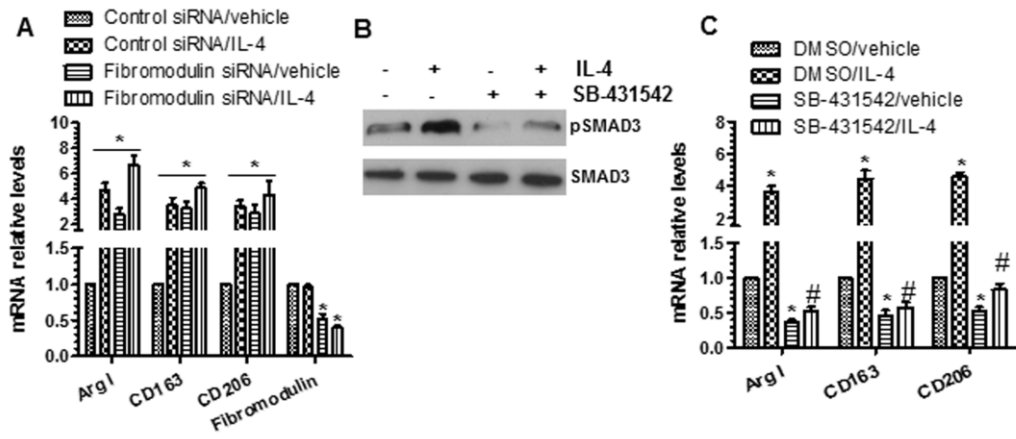 A
Control siRNA/vehicle
Control siRNA/IL-4
Fibromodulin siRNA/vehicle
Fibromodulin siRNA/IL-4
mRNA relative levels
10
8
6
4
2
1.5
1.0
0.5
0.0
* * * * *
Arg I
CD163
CD206
Fibromodulin
B
- + - + IL-4
- - + + SB-431542
pSMAD3
SMAD3
C
DMSO/vehicle
DMSO/IL-4
SB-431542/vehicle
SB-431542/IL-4
mRNA relative levels
8
6
4
2
1.5
1.0
0.5
0.0
* * *
* # * # * #
Arg I
CD163
CD206